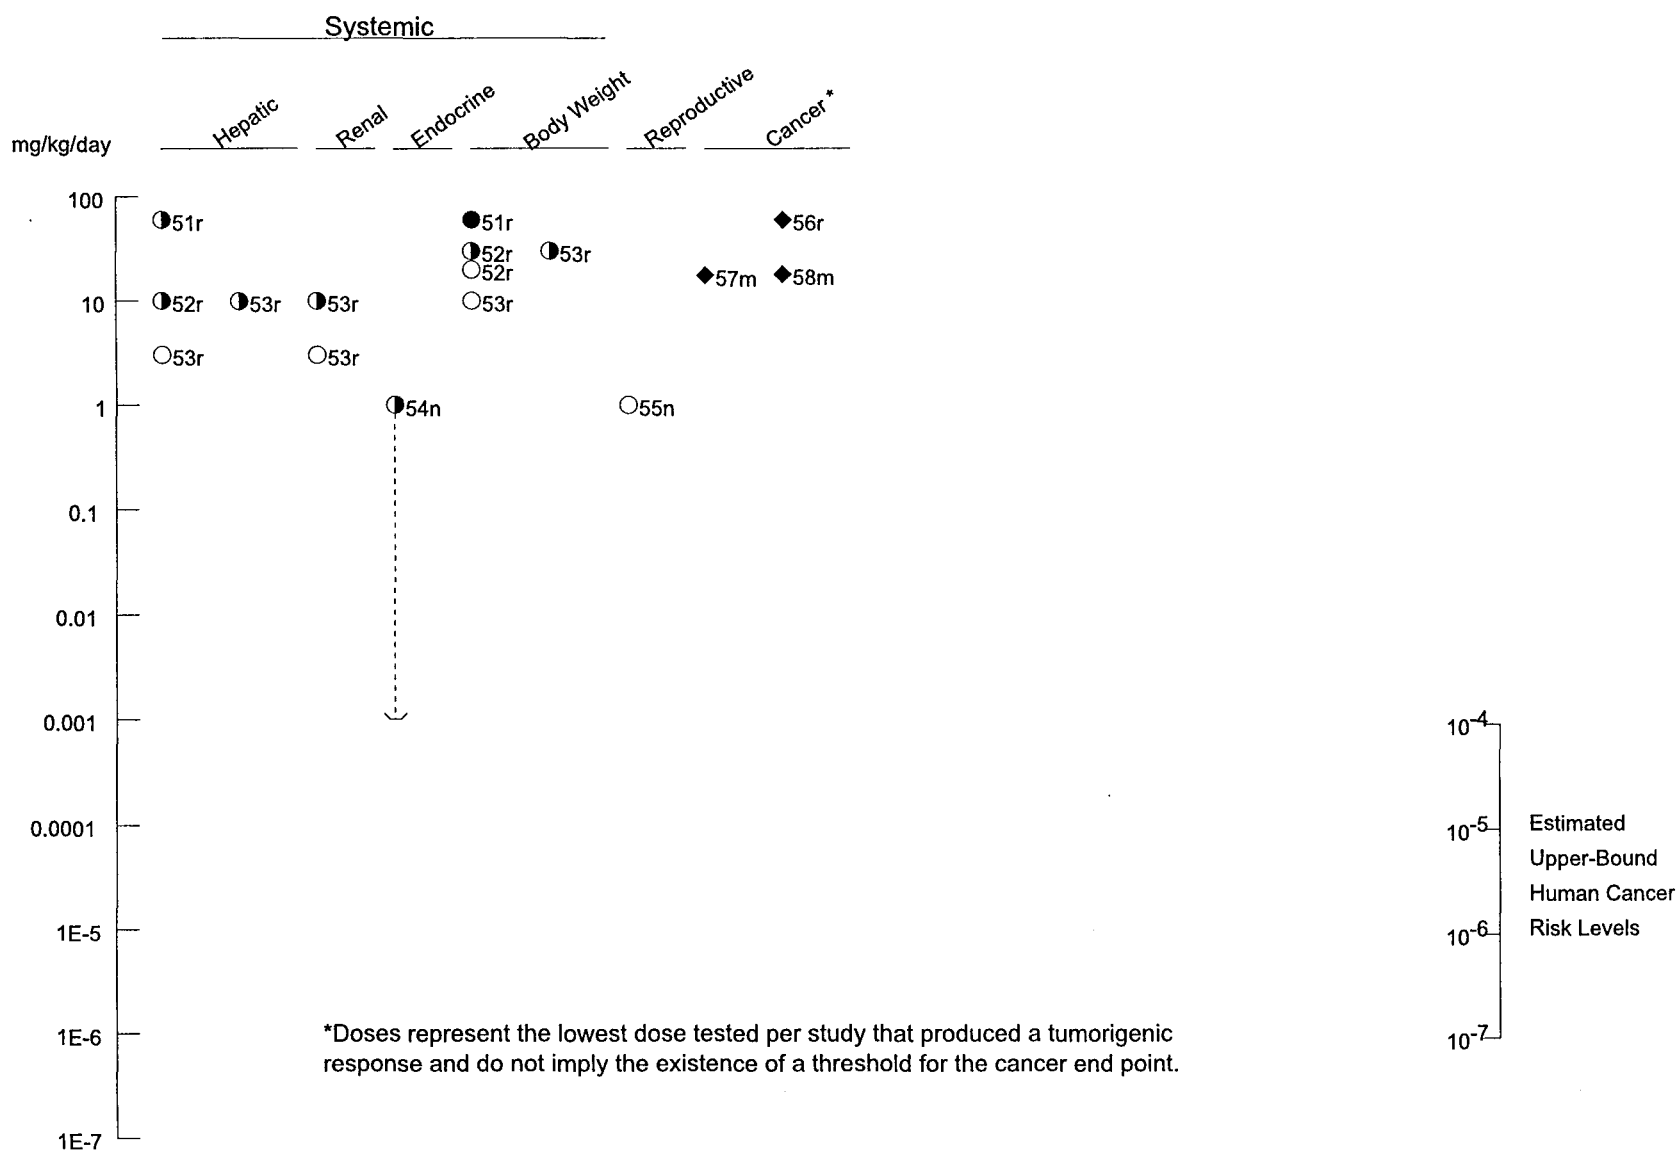 Systemic
Hepatic
Renal
Endocrine
Body Weight
Reproductive
Cancer*
mg/kg/day
100
51r
51r
56r
52r
53r
52r
57m
58m
10
52r
53r
53r
53r
53r
53r
1
54n
55n
0.1
0.01
0.001
10-4
0.0001
10-5
Estimated
Upper-Bound
Human Cancer
Risk Levels
1E-5
10-6
1E-6
10-7
*Doses represent the lowest dose tested per study that produced a tumorigenic
response and do not imply the existence of a threshold for the cancer end point.
1E-7